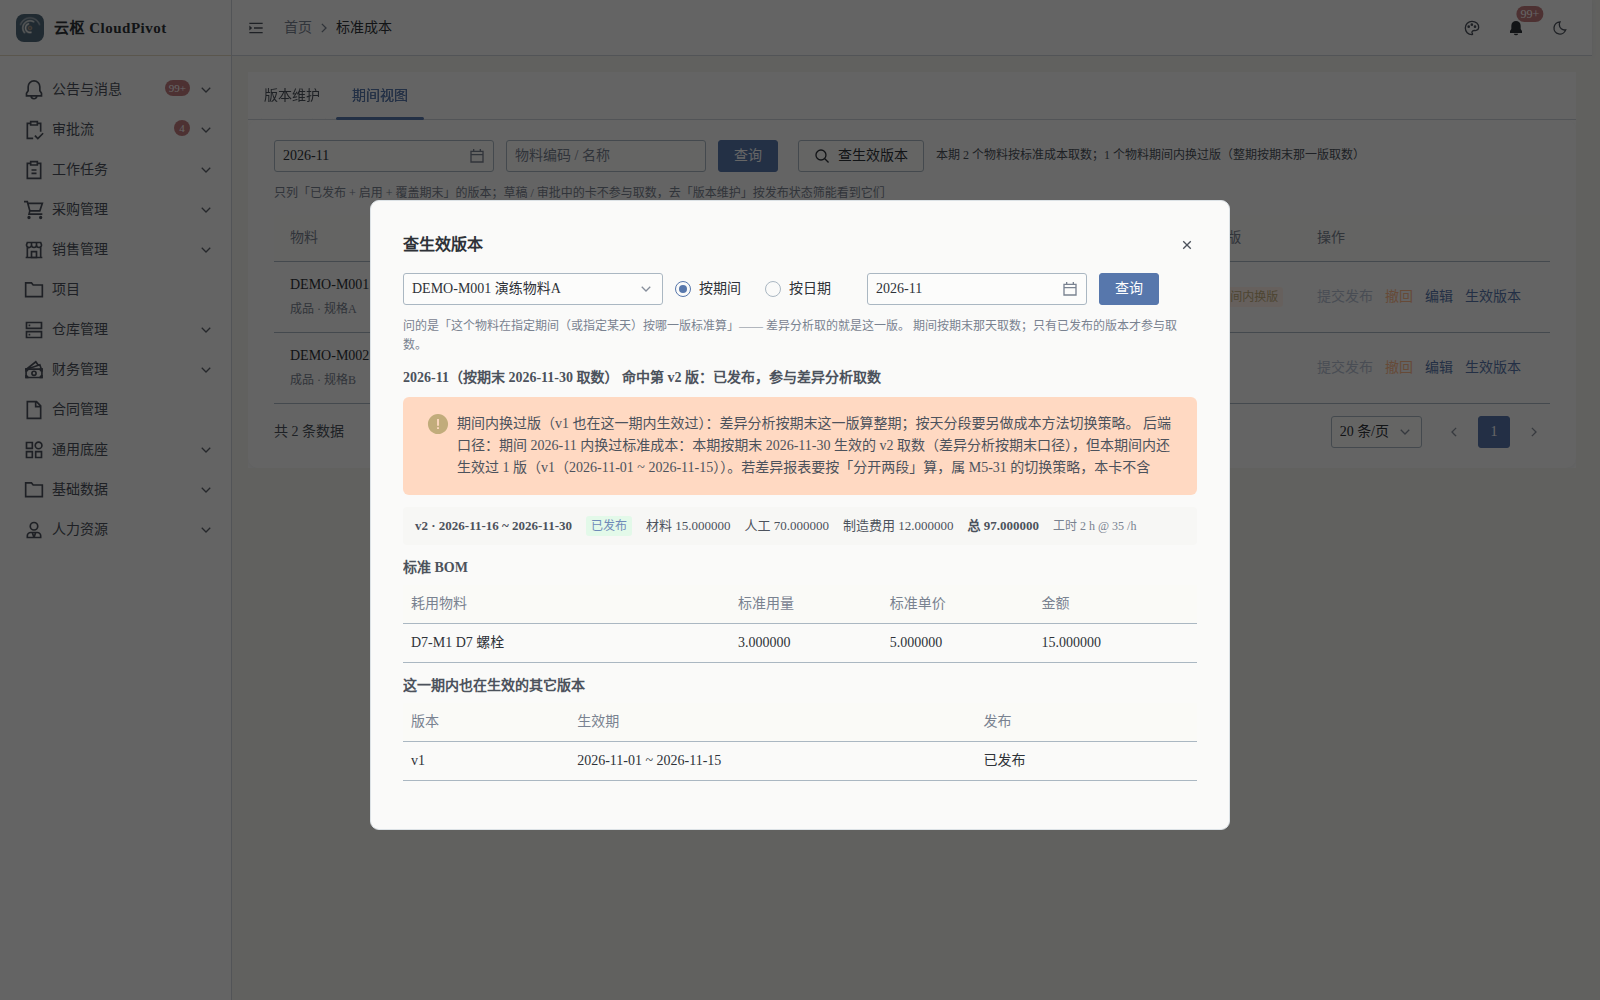 云枢 CloudPivot
首页 > 标准成本
99+
公告与消息 99+
审批流 4
工作任务
采购管理
销售管理
项目
仓库管理
财务管理
合同管理
通用底座
基础数据
人力资源
版本维护 期间视图
2026-11 物料编码 / 名称 查询 查生效版本 本期 2 个物料按标准成本取数；1 个物料期间内换过版（整期按期末那一版取数）
只列「已发布 + 启用 + 覆盖期末」的版本；草稿 / 审批中的卡不参与取数，去「版本维护」按发布状态筛能看到它们
物料 版 操作
DEMO-M001
成品 · 规格A
间内换版 提交发布 撤回 编辑 生效版本
DEMO-M002
成品 · 规格B
提交发布 撤回 编辑 生效版本
共 2 条数据 20 条/页 1
查生效版本
DEMO-M001 演练物料A 按期间 按日期 2026-11 查询
问的是「这个物料在指定期间（或指定某天）按哪一版标准算」—— 差异分析取的就是这一版。 期间按期末那天取数；只有已发布的版本才参与取
数。
2026-11（按期末 2026-11-30 取数） 命中第 v2 版：已发布，参与差异分析取数
期间内换过版（v1 也在这一期内生效过）：差异分析按期末这一版算整期；按天分段要另做成本方法切换策略。 后端
口径：期间 2026-11 内换过标准成本：本期按期末 2026-11-30 生效的 v2 取数（差异分析按期末口径），但本期间内还
生效过 1 版（v1（2026-11-01 ~ 2026-11-15））。若差异报表要按「分开两段」算，属 M5-31 的切换策略，本卡不含
v2 · 2026-11-16 ~ 2026-11-30 已发布 材料 15.000000 人工 70.000000 制造费用 12.000000 总 97.000000 工时 2 h @ 35 /h
标准 BOM
耗用物料 标准用量 标准单价 金额
D7-M1 D7 螺栓 3.000000 5.000000 15.000000
这一期内也在生效的其它版本
版本 生效期 发布
v1 2026-11-01 ~ 2026-11-15 已发布